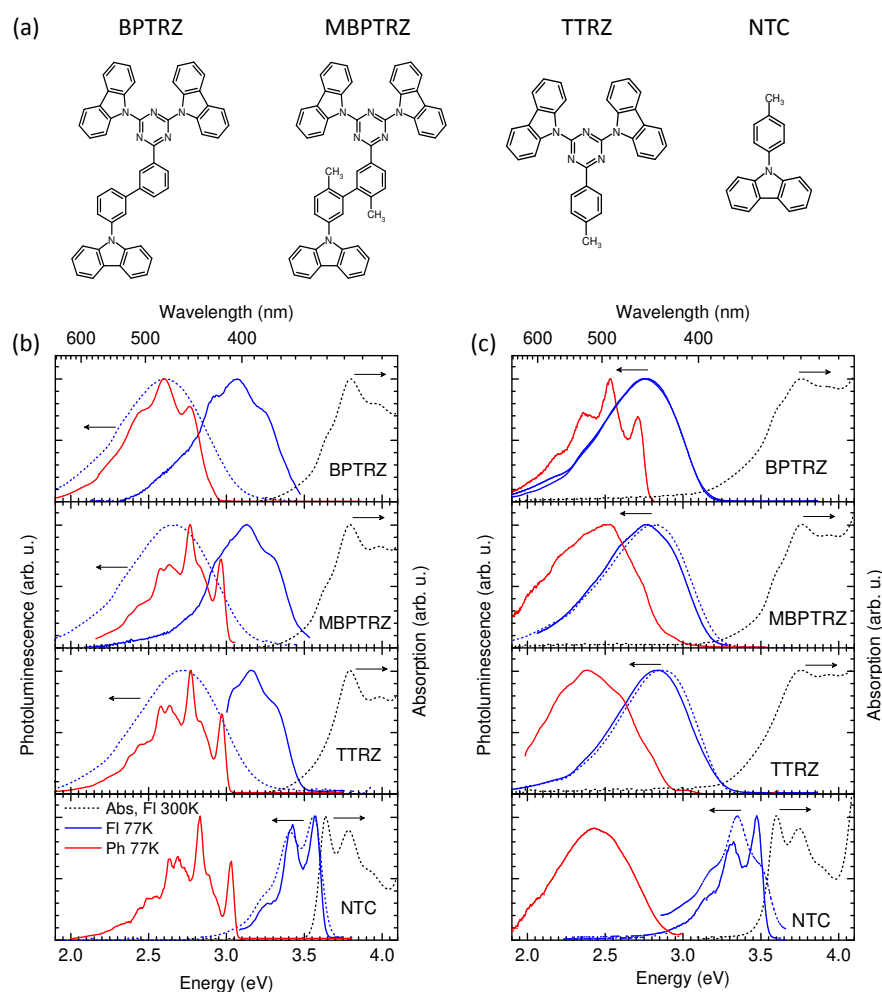 (a) BPTRZ MBPTRZ TTRZ NTC
N N
N N
N
N
N N
N N
N
CH3
CH3
N
N N
N N
N
CH3
CH3
N
Wavelength (nm)
600 500 400
(b)
Photoluminescence (arb. u.)
BPTRZ
MBPTRZ
TTRZ
Abs, Fl 300K
Fl 77K
Ph 77K
NTC
Absorption (arb. u.)
2.0 2.5 3.0 3.5 4.0
Energy (eV)
Wavelength (nm)
600 500 400
(c)
Photoluminescence (arb. u.)
BPTRZ
MBPTRZ
TTRZ
NTC
Absorption (arb. u.)
2.0 2.5 3.0 3.5 4.0
Energy (eV)